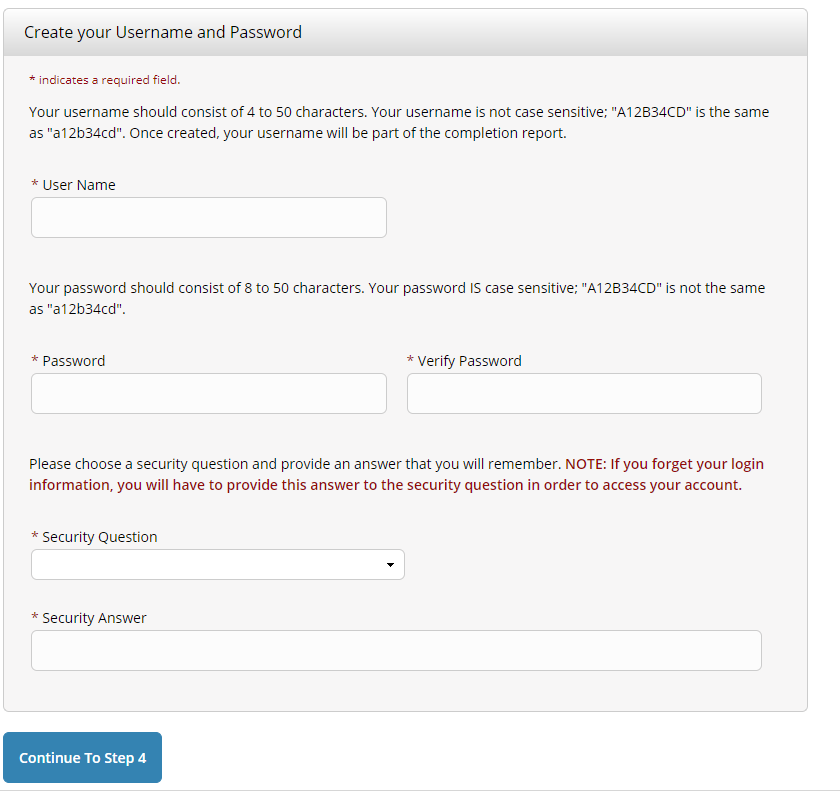 Create your Username and Password
* indicates a required field.
Your username should consist of 4 to 50 characters. Your username is not case sensitive; "A12B34CD" is the same
as "a12b34cd". Once created, your username will be part of the completion report.
* User Name
Your password should consist of 8 to 50 characters. Your password IS case sensitive; "A12B34CD" is not the same
as "a12b34cd".
* Password
* Verify Password
Please choose a security question and provide an answer that you will remember. NOTE: If you forget your login
information, you will have to provide this answer to the security question in order to access your account.
* Security Question
* Security Answer
Continue To Step 4